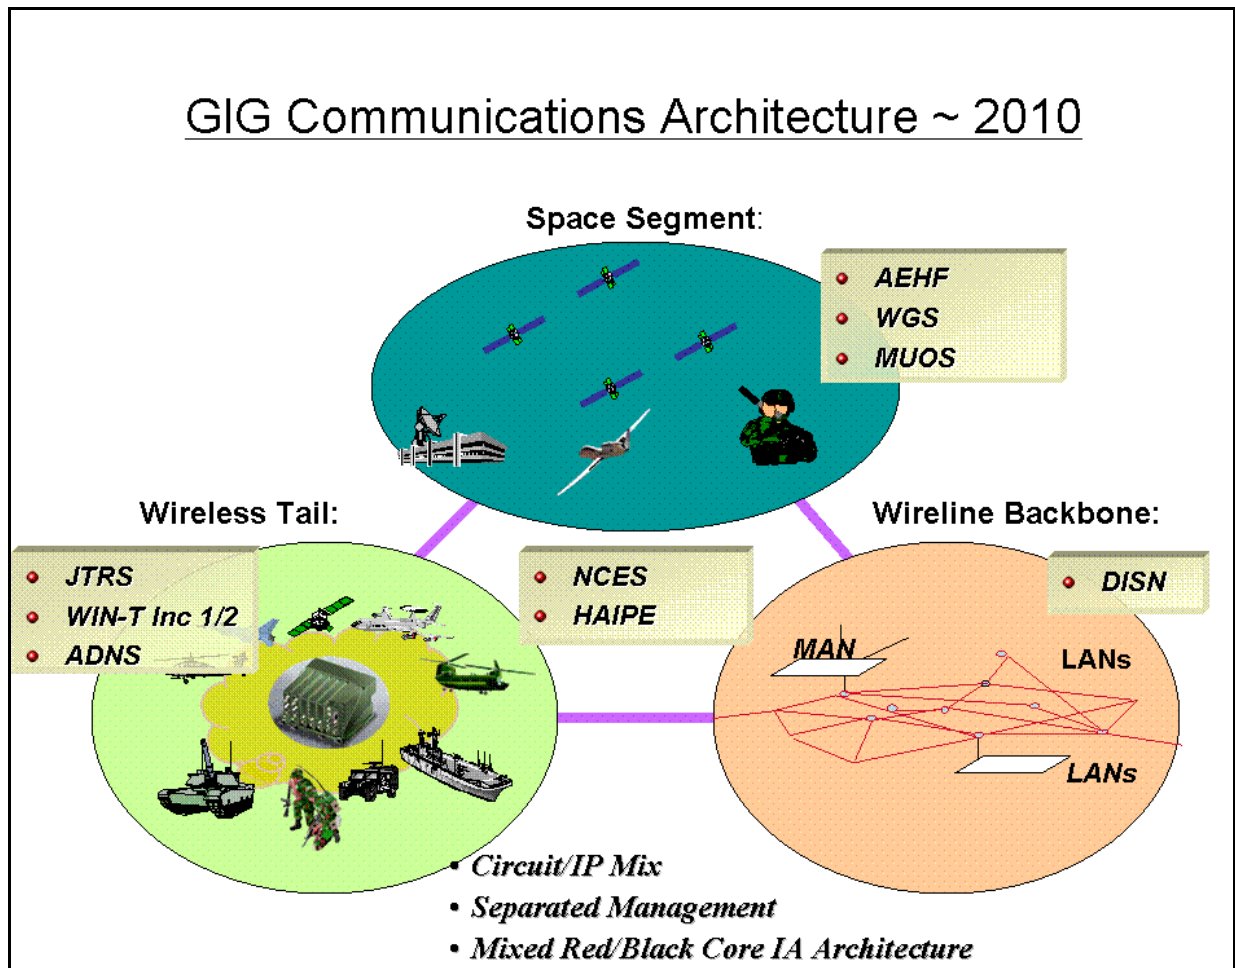 GIG Communications Architecture ~ 2010
Space Segment:
AEHF
WGS
MUOS
Wireless Tail:
JTRS
WIN-T Inc 1/2
ADNS
NCES
HAIPE
Wireline Backbone:
DISN
MAN
LANs
LANs
• Circuit/IP Mix
• Separated Management
• Mixed Red/Black Core IA Architecture